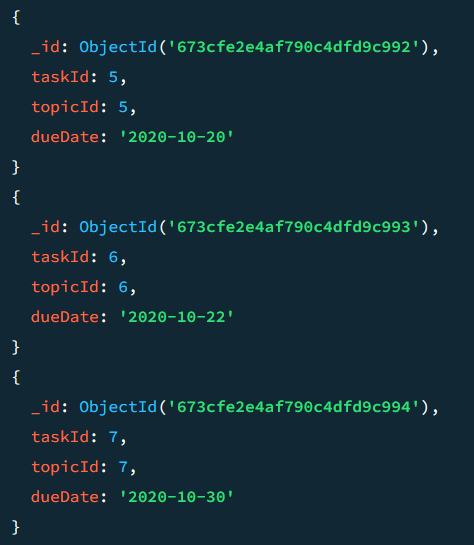 {
  _id: ObjectId('673cfe2e4af790c4dfd9c992'),
  taskId: 5,
  topicId: 5,
  dueDate: '2020-10-20'
}
{
  _id: ObjectId('673cfe2e4af790c4dfd9c993'),
  taskId: 6,
  topicId: 6,
  dueDate: '2020-10-22'
}
{
  _id: ObjectId('673cfe2e4af790c4dfd9c994'),
  taskId: 7,
  topicId: 7,
  dueDate: '2020-10-30'
}